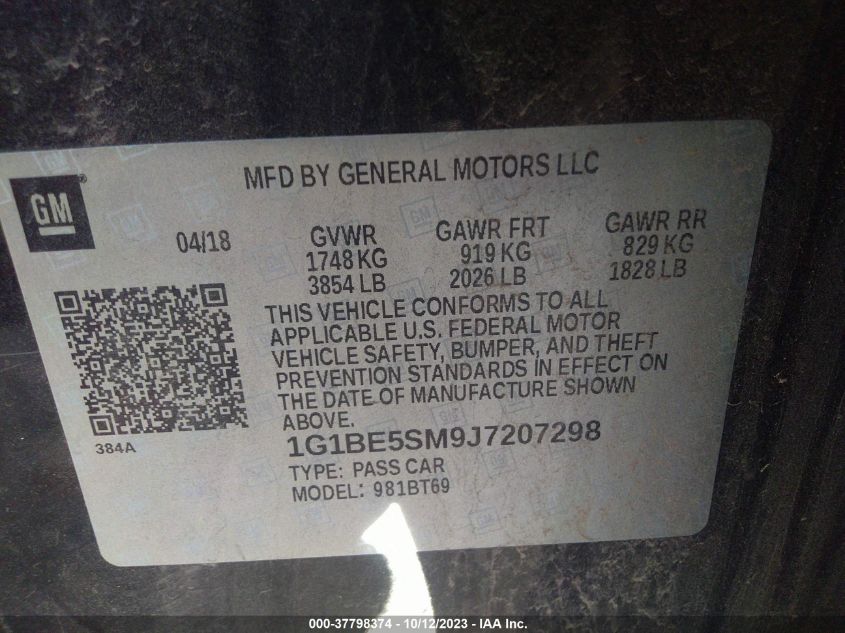 MFD BY GENERAL MOTORS LLC
GM®
04/18
GVWR
1748 KG
3854 LB
GAWR FRT
919 KG
2026 LB
GAWR RR
829 KG
1828 LB
THIS VEHICLE CONFORMS TO ALL
APPLICABLE U.S. FEDERAL MOTOR
VEHICLE SAFETY, BUMPER, AND THEFT
PREVENTION STANDARDS IN EFFECT ON
THE DATE OF MANUFACTURE SHOWN
ABOVE.
384A
1G1BE5SM9J7207298
TYPE: PASS CAR
MODEL: 981BT69
000-37798374 - 10/12/2023 - IAA Inc.